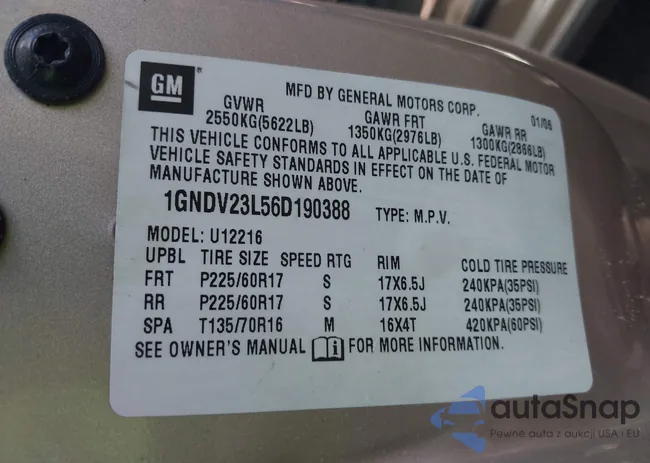 GM
MFD BY GENERAL MOTORS CORP. 01/06
GVWR GAWR FRT GAWR RR
2550KG(5622LB) 1350KG(2976LB) 1300KG(2866LB)
THIS VEHICLE CONFORMS TO ALL APPLICABLE U.S. FEDERAL MOTOR
VEHICLE SAFETY STANDARDS IN EFFECT ON THE DATE OF
MANUFACTURE SHOWN ABOVE.
1GNDV23L56D190388 TYPE: M.P.V.
MODEL: U12216
UPBL TIRE SIZE SPEED RTG RIM COLD TIRE PRESSURE
FRT P225/60R17 S 17X6.5J 240KPA(35PSI)
RR P225/60R17 S 17X6.5J 240KPA(35PSI)
SPA T135/70R16 M 16X4T 420KPA(60PSI)
SEE OWNER'S MANUAL FOR MORE INFORMATION.
autaSnap
Pewne auta z aukcji USA i EU